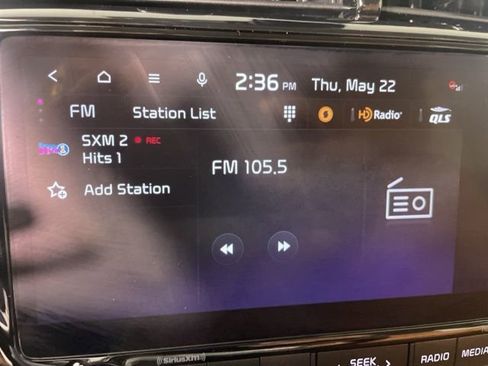 2:36 PM Thu, May 22
FM Station List HD Radio QLS
SXM 2 REC
Hits 1
Add Station
FM 105.5
SiriusXM
SEEK RADIO MEDIA